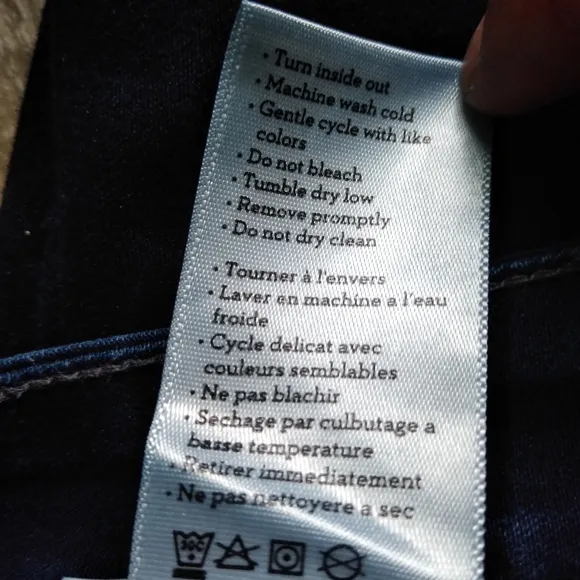 • Turn inside out
• Machine wash cold
• Gentle cycle with like
colors
• Do not bleach
• Tumble dry low
• Remove promptly
• Do not dry clean
• Tourner à l'envers
• Laver en machine a l'eau
froide
• Cycle delicat avec
couleurs semblables
• Ne pas blachir
• Sechage par culbutage a
basse temperature
• Retirer immediatement
• Ne pas nettoyere a sec